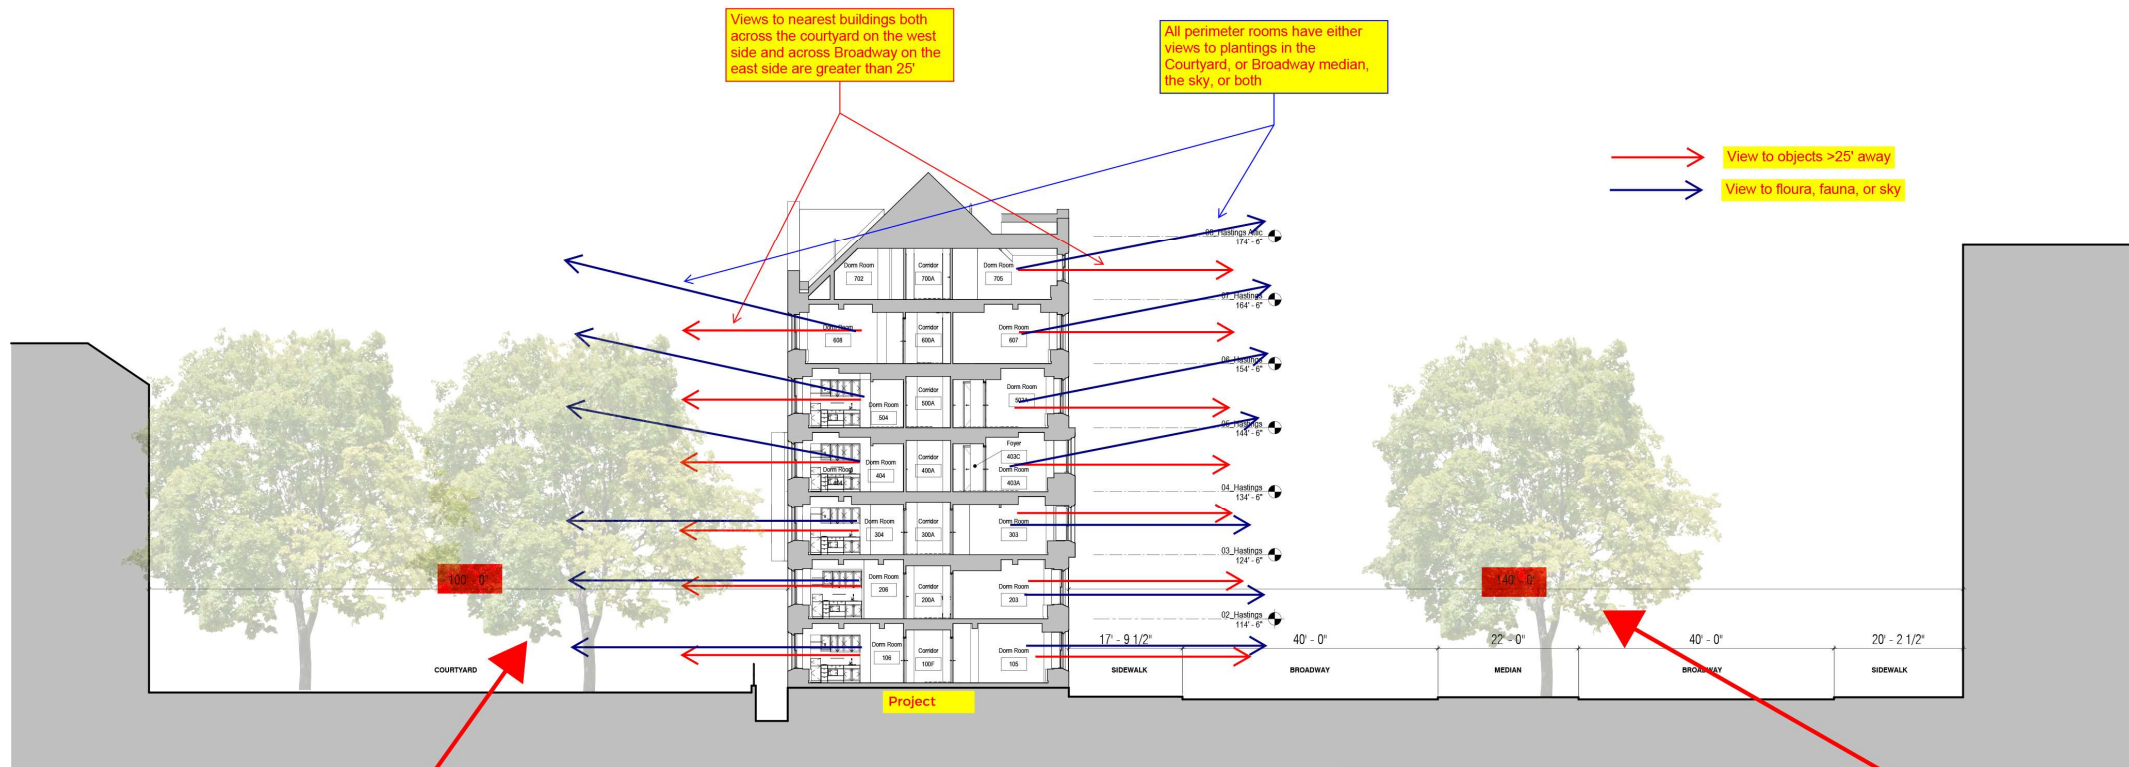 Views to nearest buildings both
across the courtyard on the west
side and across Broadway on the
east side are greater than 25'
All perimeter rooms have either
views to plantings in the
Courtyard, or Broadway median,
the sky, or both
View to objects >25' away
View to floura, fauna, or sky
08_Hastings Attic
174' - 6"
Dorm Room
702
Corridor
700A
Dorm Room
705
07_Hastings
164' - 6"
Dorm Room
608
Corridor
600A
Dorm Room
607
06_Hastings
154' - 6"
Dorm Room
504
Corridor
500A
Dorm Room
503A
05_Hastings
144' - 6"
Dorm Room
404
Dorm Room
404
Corridor
400A
Foyer
403C
Dorm Room
403A
04_Hastings
134' - 6"
Dorm Room
304
Corridor
300A
Dorm Room
303
03_Hastings
124' - 6"
100' - 0"
Dorm Room
206
Corridor
200A
Dorm Room
203
140' - 0"
02_Hastings
114' - 6"
Dorm Room
106
Corridor
100F
Dorm Room
105
17' - 9 1/2"
40' - 0"
22' - 0"
40' - 0"
20' - 2 1/2"
COURTYARD
SIDEWALK
BROADWAY
MEDIAN
BROADWAY
SIDEWALK
Project